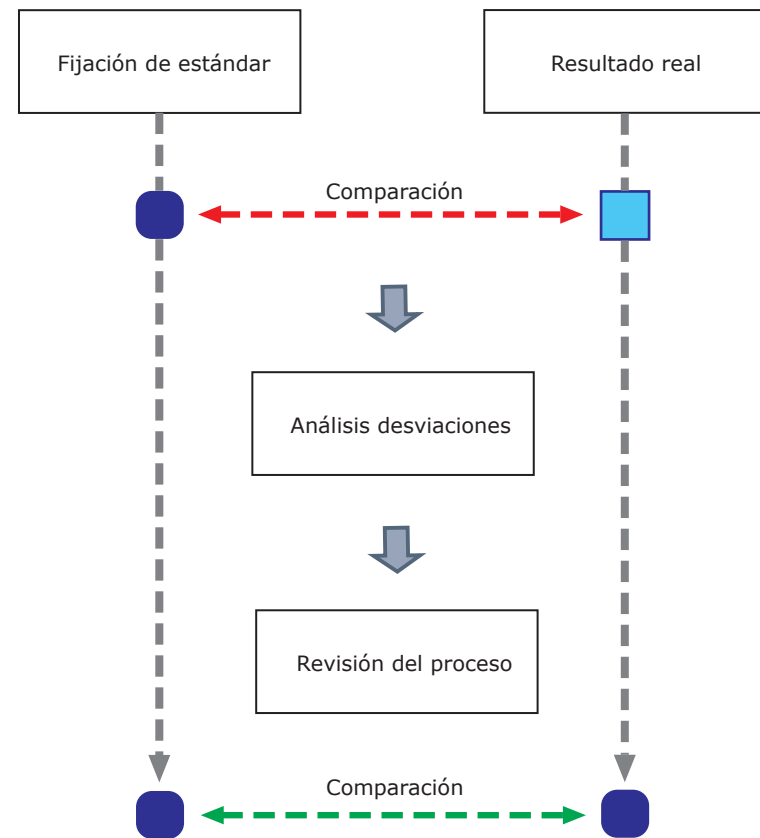 Fijación de estándar
Resultado real
Comparación
Análisis desviaciones
Revisión del proceso
Comparación